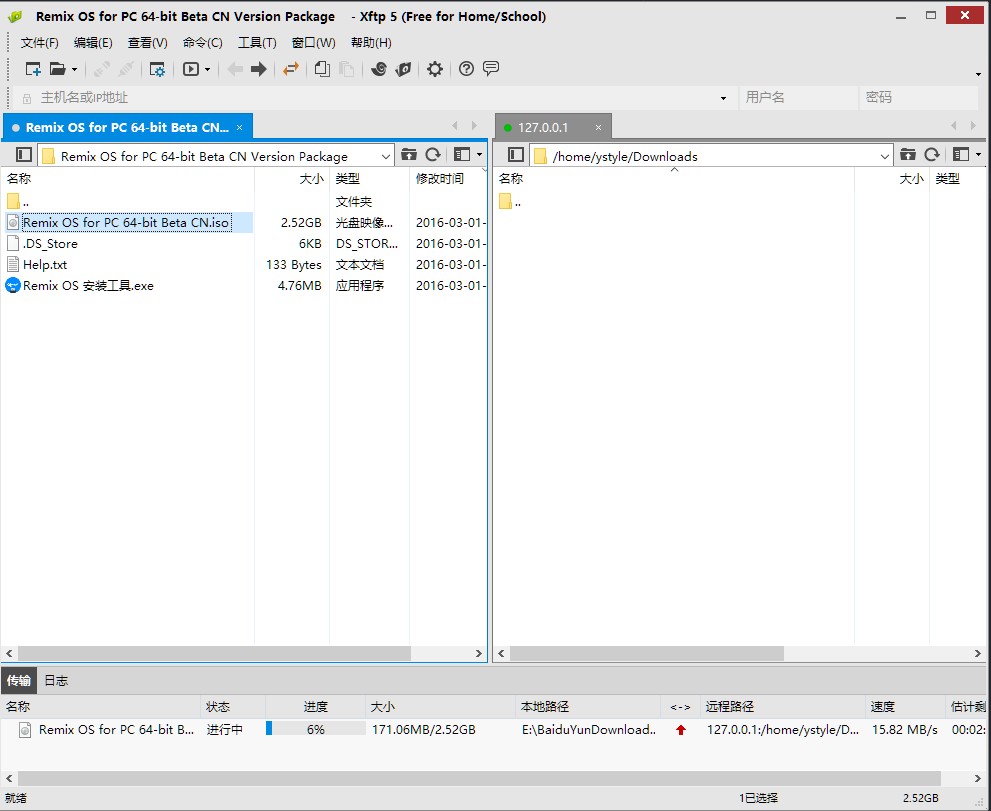 Remix OS for PC 64-bit Beta CN Version Package - Xftp 5 (Free for Home/School)
文件(F) 编辑(E) 查看(V) 命令(C) 工具(T) 窗口(W) 帮助(H)
主机名或IP地址 用户名 密码
Remix OS for PC 64-bit Beta CN... × 127.0.0.1 ×
Remix OS for PC 64-bit Beta CN Version Package /home/ystyle/Downloads
名称 大小 类型 修改时间 名称 大小 类型
.. 文件夹 ..
Remix OS for PC 64-bit Beta CN.iso 2.52GB 光盘映像... 2016-03-01-
.DS_Store 6KB DS_STOR... 2016-03-01-
Help.txt 133 Bytes 文本文档 2016-03-01-
Remix OS 安装工具.exe 4.76MB 应用程序 2016-03-01-
传输 日志
名称 状态 进度 大小 本地路径 <-> 远程路径 速度 估计剩
Remix OS for PC 64-bit B... 进行中 6% 171.06MB/2.52GB E:\BaiduYunDownload.. 127.0.0.1:/home/ystyle/D... 15.82 MB/s 00:02:
就绪 1已选择 2.52GB